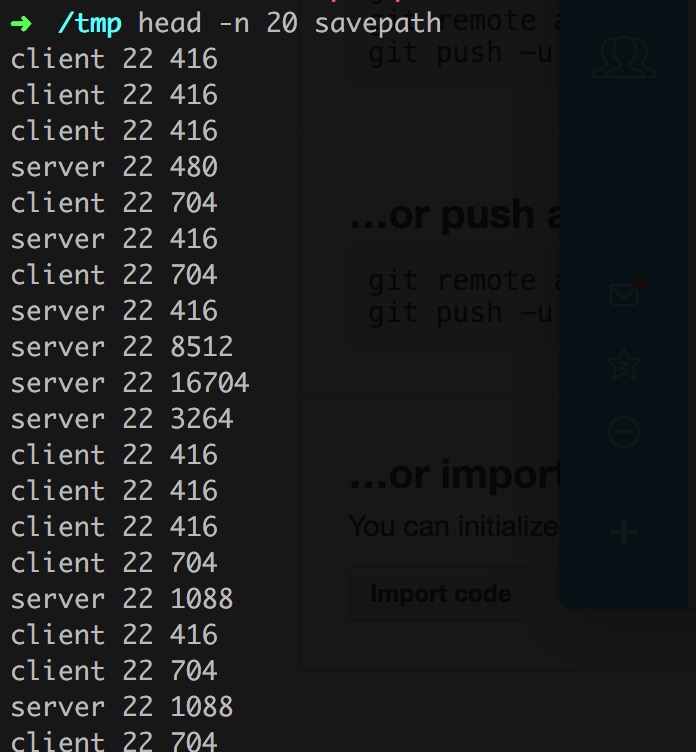 ➜ /tmp head -n 20 savepath
client 22 416
client 22 416
client 22 416
server 22 480
client 22 704
server 22 416
client 22 704
server 22 416
server 22 8512
server 22 16704
server 22 3264
client 22 416
client 22 416
client 22 416
client 22 704
server 22 1088
client 22 416
client 22 704
server 22 1088
client 22 704
git remote
git push -u
...or push
git remote
git push -u
...or import
You can initialize
Import code